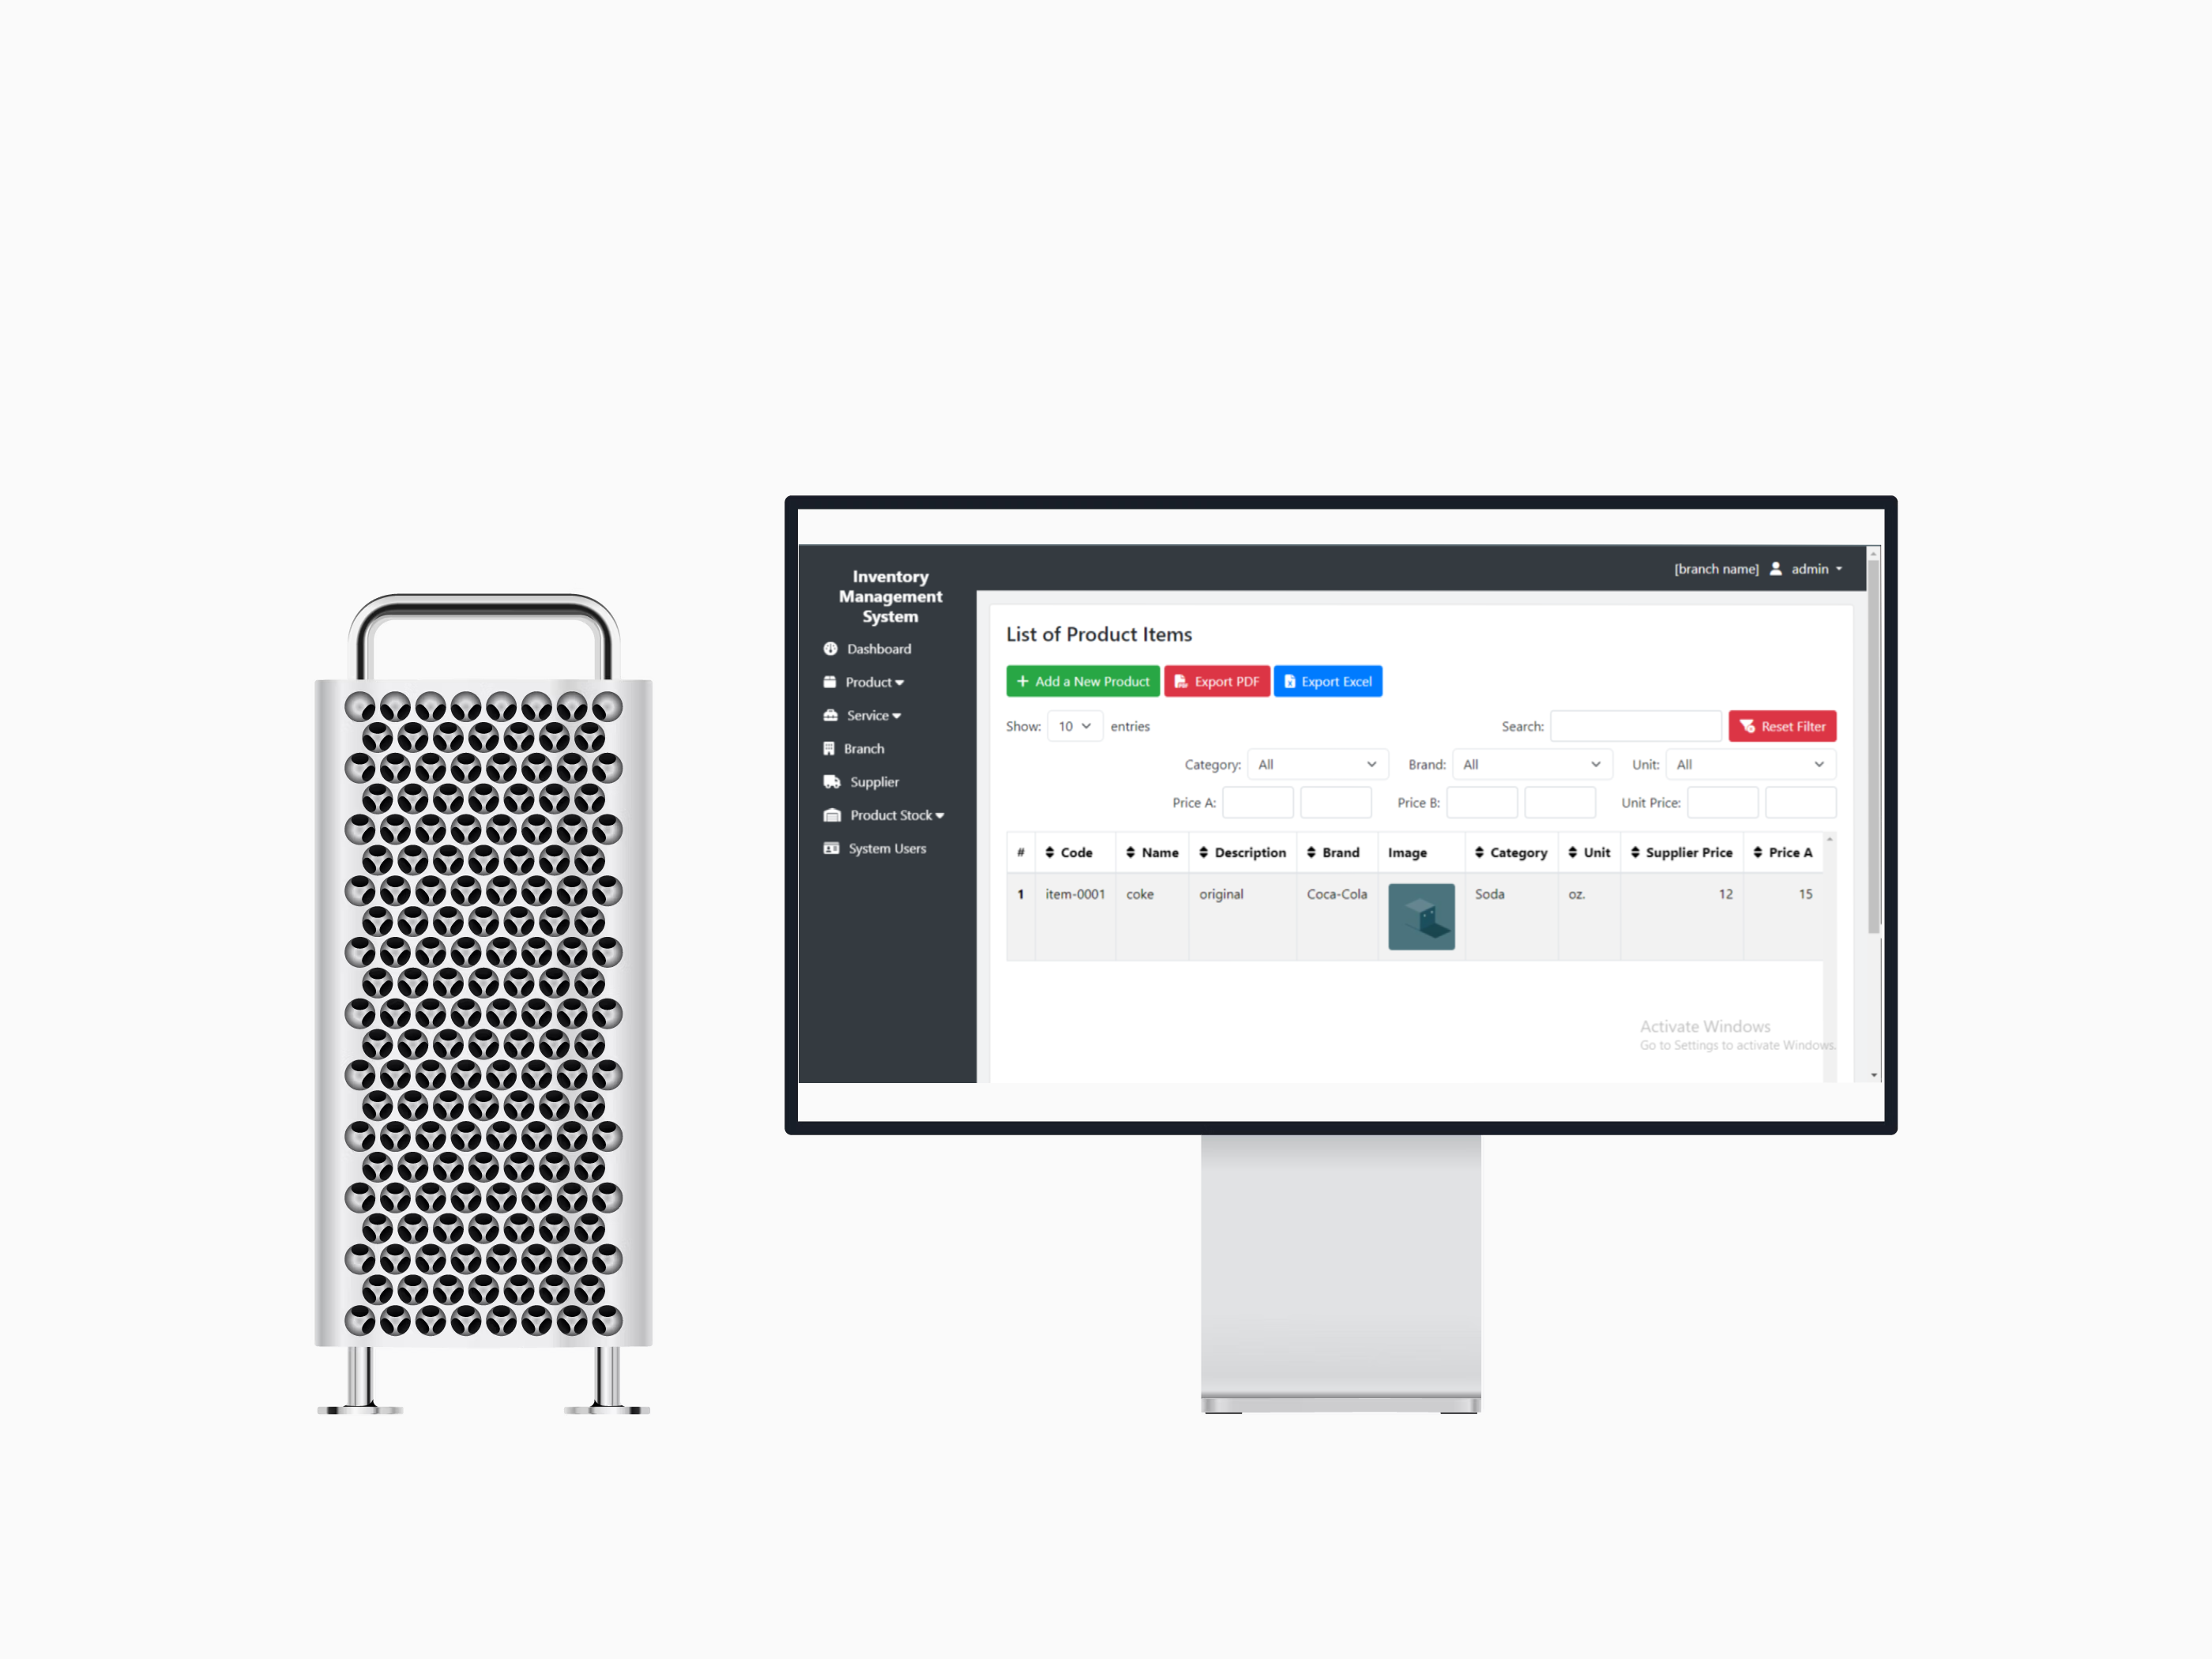 Inventory
Management
System
[branch name] admin
Dashboard
Product
Service
Branch
Supplier
Product Stock
System Users
List of Product Items
+ Add a New Product Export PDF Export Excel
Show: 10 entries Search: Reset Filter
Category: All Brand: All Unit: All
Price A: Price B: Unit Price:
# Code Name Description Brand Image Category Unit Supplier Price Price A
1 item-0001 coke original Coca-Cola Soda oz. 12 15
Activate Windows
Go to Settings to activate Windows.